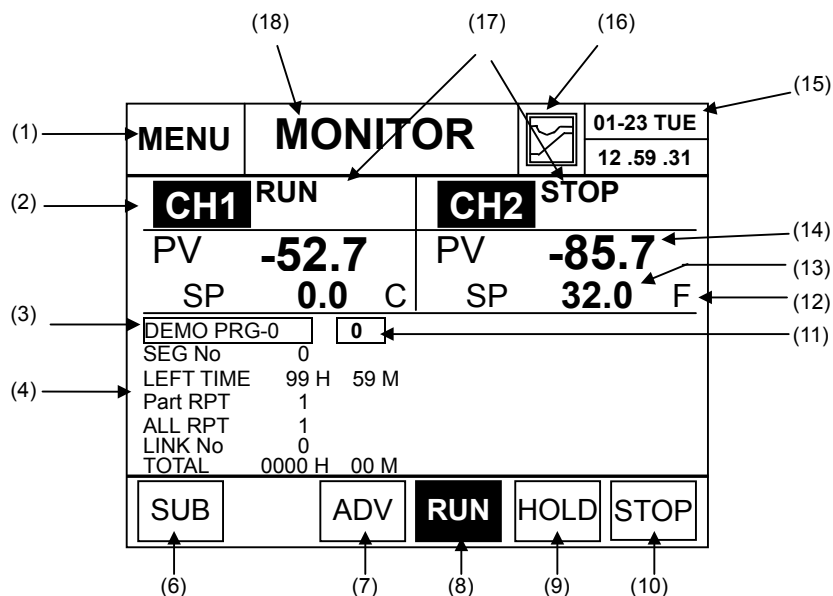 (18) (17) (16)
(15)
(1) MENU MONITOR 01-23 TUE
12 .59 .31
(2) CH1 RUN CH2 STOP
PV -52.7 PV -85.7 (14)
(13)
SP 0.0 C SP 32.0 F (12)
(3) DEMO PRG-0 0 (11)
SEG No 0
(4) LEFT TIME 99 H 59 M
Part RPT 1
ALL RPT 1
LINK No 0
TOTAL 0000 H 00 M
SUB ADV RUN HOLD STOP
(6) (7) (8) (9) (10)